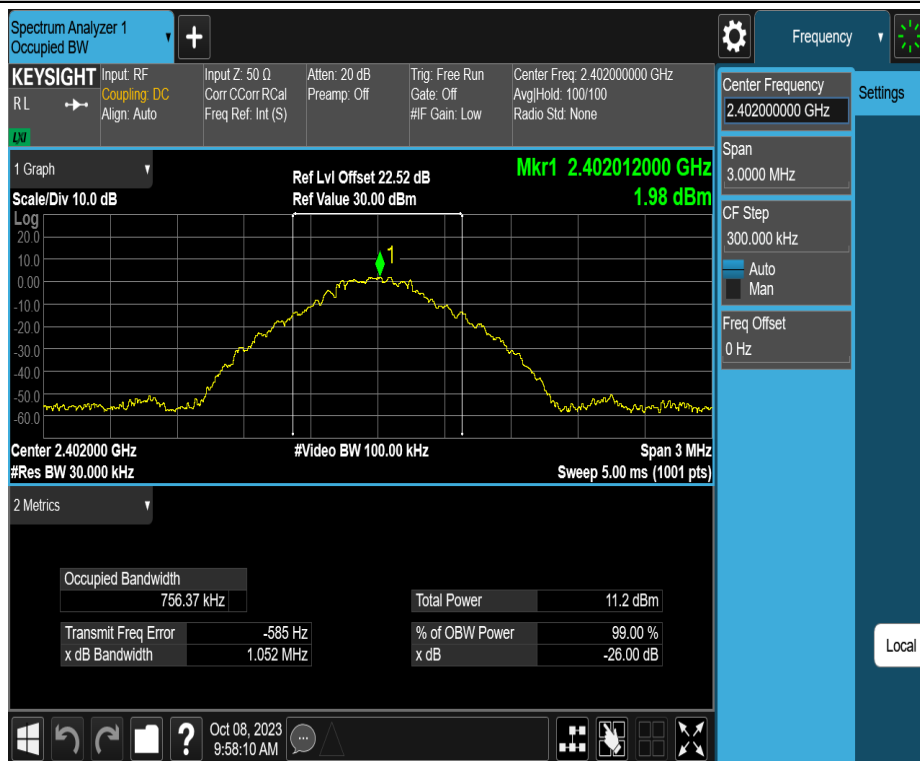 Spectrum Analyzer 1
Occupied BW
+
Frequency
KEYSIGHT
RL
LXI
Input: RF
Coupling: DC
Align: Auto
Input Z: 50 Ω
Corr CCorr RCal
Freq Ref: Int (S)
Atten: 20 dB
Preamp: Off
Trig: Free Run
Gate: Off
#IF Gain: Low
Center Freq: 2.402000000 GHz
Avg|Hold: 100/100
Radio Std: None
Center Frequency
2.402000000 GHz
Settings
Span
3.0000 MHz
CF Step
300.000 kHz
Auto
Man
Freq Offset
0 Hz
1 Graph
Ref Lvl Offset 22.52 dB
Mkr1 2.402012000 GHz
Scale/Div 10.0 dB
Ref Value 30.00 dBm
1.98 dBm
Log
1
20.0
10.0
0.00
-10.0
-20.0
-30.0
-40.0
-50.0
-60.0
Center 2.402000 GHz
#Video BW 100.00 kHz
Span 3 MHz
#Res BW 30.000 kHz
Sweep 5.00 ms (1001 pts)
2 Metrics
Occupied Bandwidth
756.37 kHz
Total Power 11.2 dBm
Transmit Freq Error -585 Hz
% of OBW Power 99.00 %
x dB Bandwidth 1.052 MHz
x dB -26.00 dB
Local
?
Oct 08, 2023
9:58:10 AM